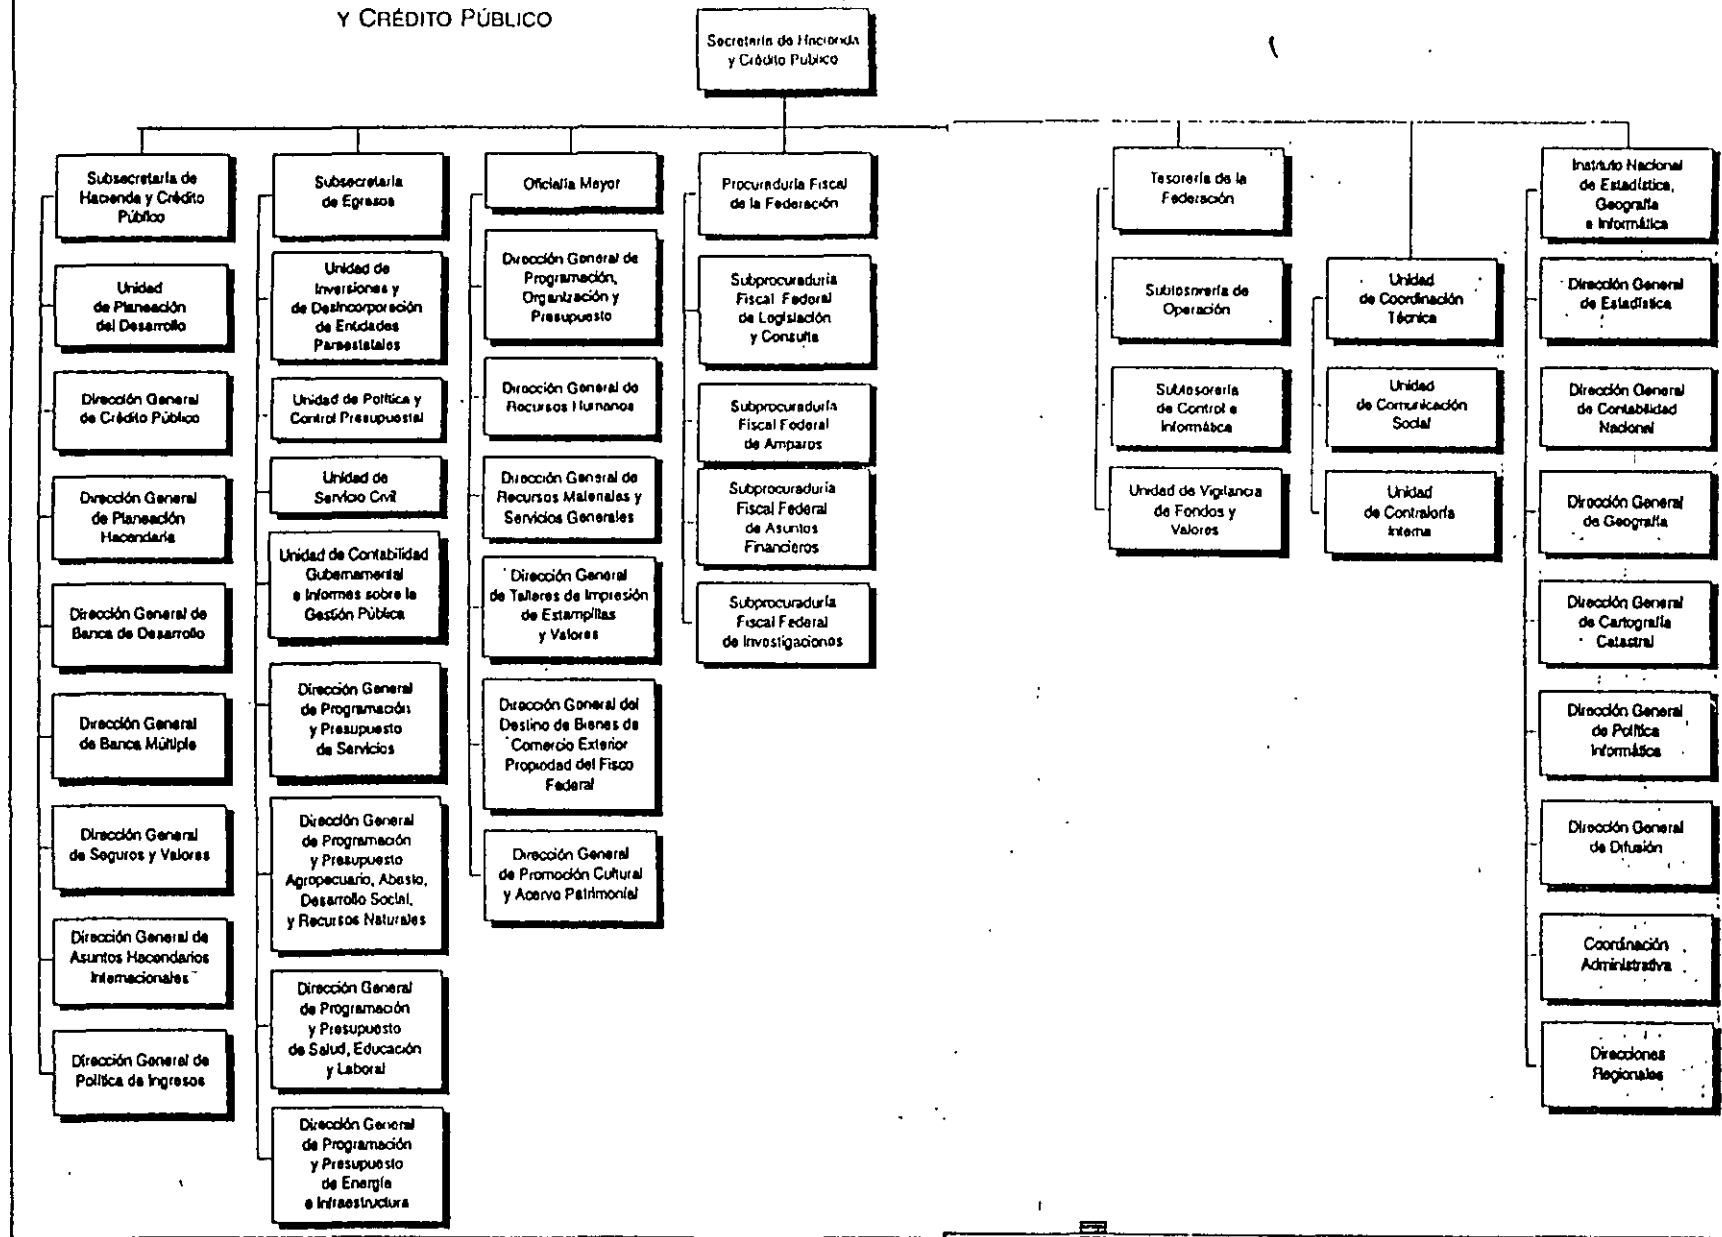 Y CRÉDITO PÚBLICO
Secretaría de Hacienda
y Crédito Público
Subsecretaría de
Hacienda y Crédito
Público
Unidad
de Planeación
del Desarrollo
Dirección General
de Crédito Público
Dirección General
de Planeación
Hacendaria
Dirección General de
Banca de Desarrollo
Dirección General
de Banca Múltiple
Dirección General
de Seguros y Valores
Dirección General de
Asuntos Hacendarios
Internacionales
Dirección General de
Política de Ingresos
Subsecretaría
de Egresos
Unidad de
Inversiones y
de Desincorporación
de Entidades
Paraestatales
Unidad de Política y
Control Presupuestal
Unidad de
Servicio Civil
Unidad de Contabilidad
Gubernamental
e Informes sobre la
Gestión Pública
Dirección General
de Programación
y Presupuesto
de Servicios
Dirección General
de Programación
y Presupuesto
Agropecuario, Abasto,
Desarrollo Social,
y Recursos Naturales
Dirección General
de Programación
y Presupuesto
de Salud, Educación
y Laboral
Dirección General
de Programación
y Presupuesto
de Energía
e Infraestructura
Oficialía Mayor
Dirección General de
Programación,
Organización y
Presupuesto
Dirección General de
Recursos Humanos
Dirección General de
Recursos Materiales y
Servicios Generales
Dirección General
de Talleres de Impresión
de Estampillas
y Valores
Dirección General del
Destino de Bienes de
Comercio Exterior
Propiedad del Fisco
Federal
Dirección General
de Promoción Cultural
y Acervo Patrimonial
Procuraduría Fiscal
de la Federación
Subprocuraduría
Fiscal Federal
de Legislación
y Consulta
Subprocuraduría
Fiscal Federal
de Amparos
Subprocuraduría
Fiscal Federal
de Asuntos
Financieros
Subprocuraduría
Fiscal Federal
de Investigaciones
Tesorería de la
Federación
Subtesorería de
Operación
Subtesorería
de Control e
Informática
Unidad de Vigilancia
de Fondos y
Valores
Unidad
de Coordinación
Técnica
Unidad
de Comunicación
Social
Unidad
de Contraloría
Interna
Instituto Nacional
de Estadística,
Geografía
e Informática
Dirección General
de Estadística
Dirección General
de Contabilidad
Nacional
Dirección General
de Geografía
Dirección General
de Cartografía
Catastral
Dirección General
de Política
Informática
Dirección General
de Difusión
Coordinación
Administrativa
Direcciones
Regionales